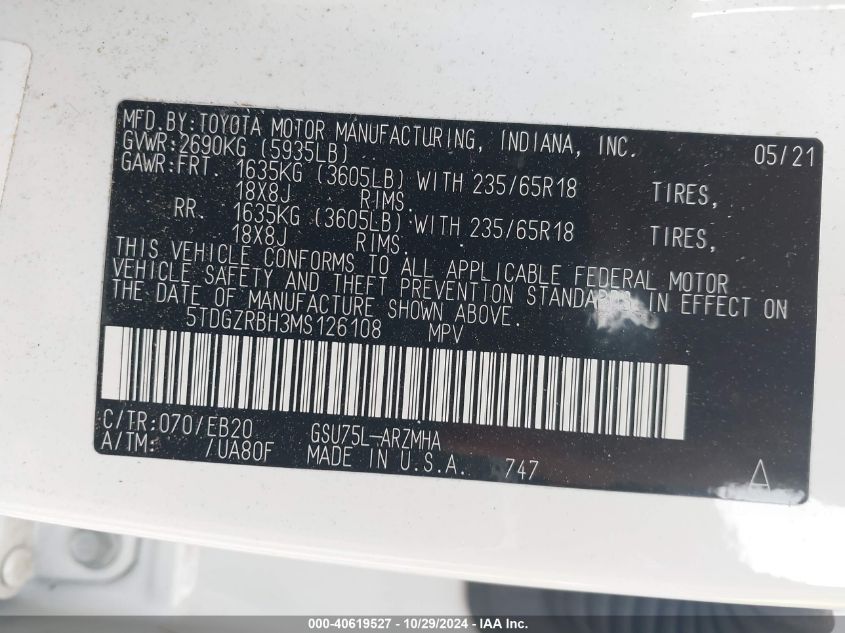 MFD.BY:TOYOTA MOTOR MANUFACTURING, INDIANA, INC. 05/21
GVWR:2690KG (5935LB)
GAWR:FRT. 1635KG (3605LB) WITH 235/65R18 TIRES,
18X8J RIMS
RR. 1635KG (3605LB) WITH 235/65R18 TIRES,
18X8J RIMS
THIS VEHICLE CONFORMS TO ALL APPLICABLE FEDERAL MOTOR
VEHICLE SAFETY AND THEFT PREVENTION STANDARDS IN EFFECT ON
THE DATE OF MANUFACTURE SHOWN ABOVE.
5TDGZRBH3MS126108 MPV
C/TR:070/EB20 GSU75L-ARZMHA
A/TM: /UA80F MADE IN U.S.A. 747 A
000-40619527 - 10/29/2024 - IAA Inc.